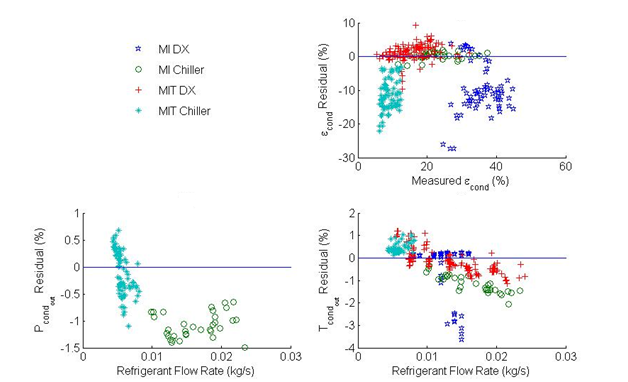 MI DX
MI Chiller
MIT DX
MIT Chiller
10
0
-10
-20
-30
0 20 40 60
ε_cond Residual (%)
Measured ε_cond (%)
1
0.5
0
-0.5
-1
-1.5
0 0.01 0.02 0.03
P_cond_out Residual (%)
Refrigerant Flow Rate (kg/s)
2
1
0
-1
-2
-3
-4
0 0.01 0.02 0.03
T_cond_out Residual (%)
Refrigerant Flow Rate (kg/s)